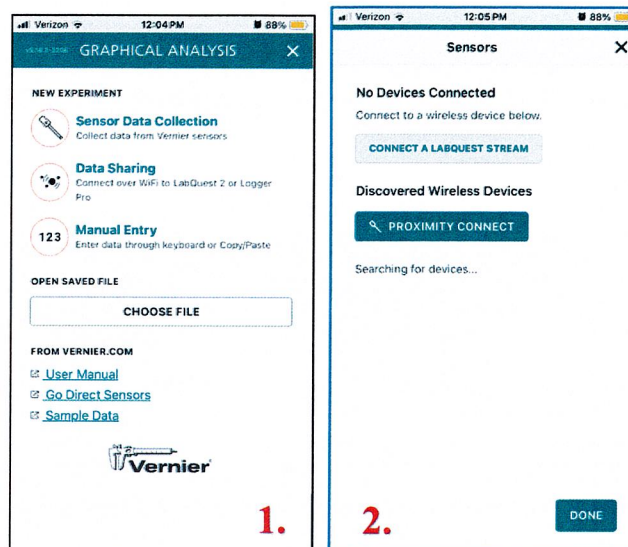 Verizon 12:04 PM 88%
GRAPHICAL ANALYSIS
NEW EXPERIMENT
Sensor Data Collection
Collect data from Vernier sensors
Data Sharing
Connect over WiFi to LabQuest 2 or Logger
Pro
123
Manual Entry
Enter data through keyboard or Copy/Paste
OPEN SAVED FILE
CHOOSE FILE
FROM VERNIER.COM
User Manual
Go Direct Sensors
Sample Data
Vernier
1.
Verizon 12:05 PM 88%
Sensors
No Devices Connected
Connect to a wireless device below.
CONNECT A LABQUEST STREAM
Discovered Wireless Devices
PROXIMITY CONNECT
Searching for devices...
DONE
2.